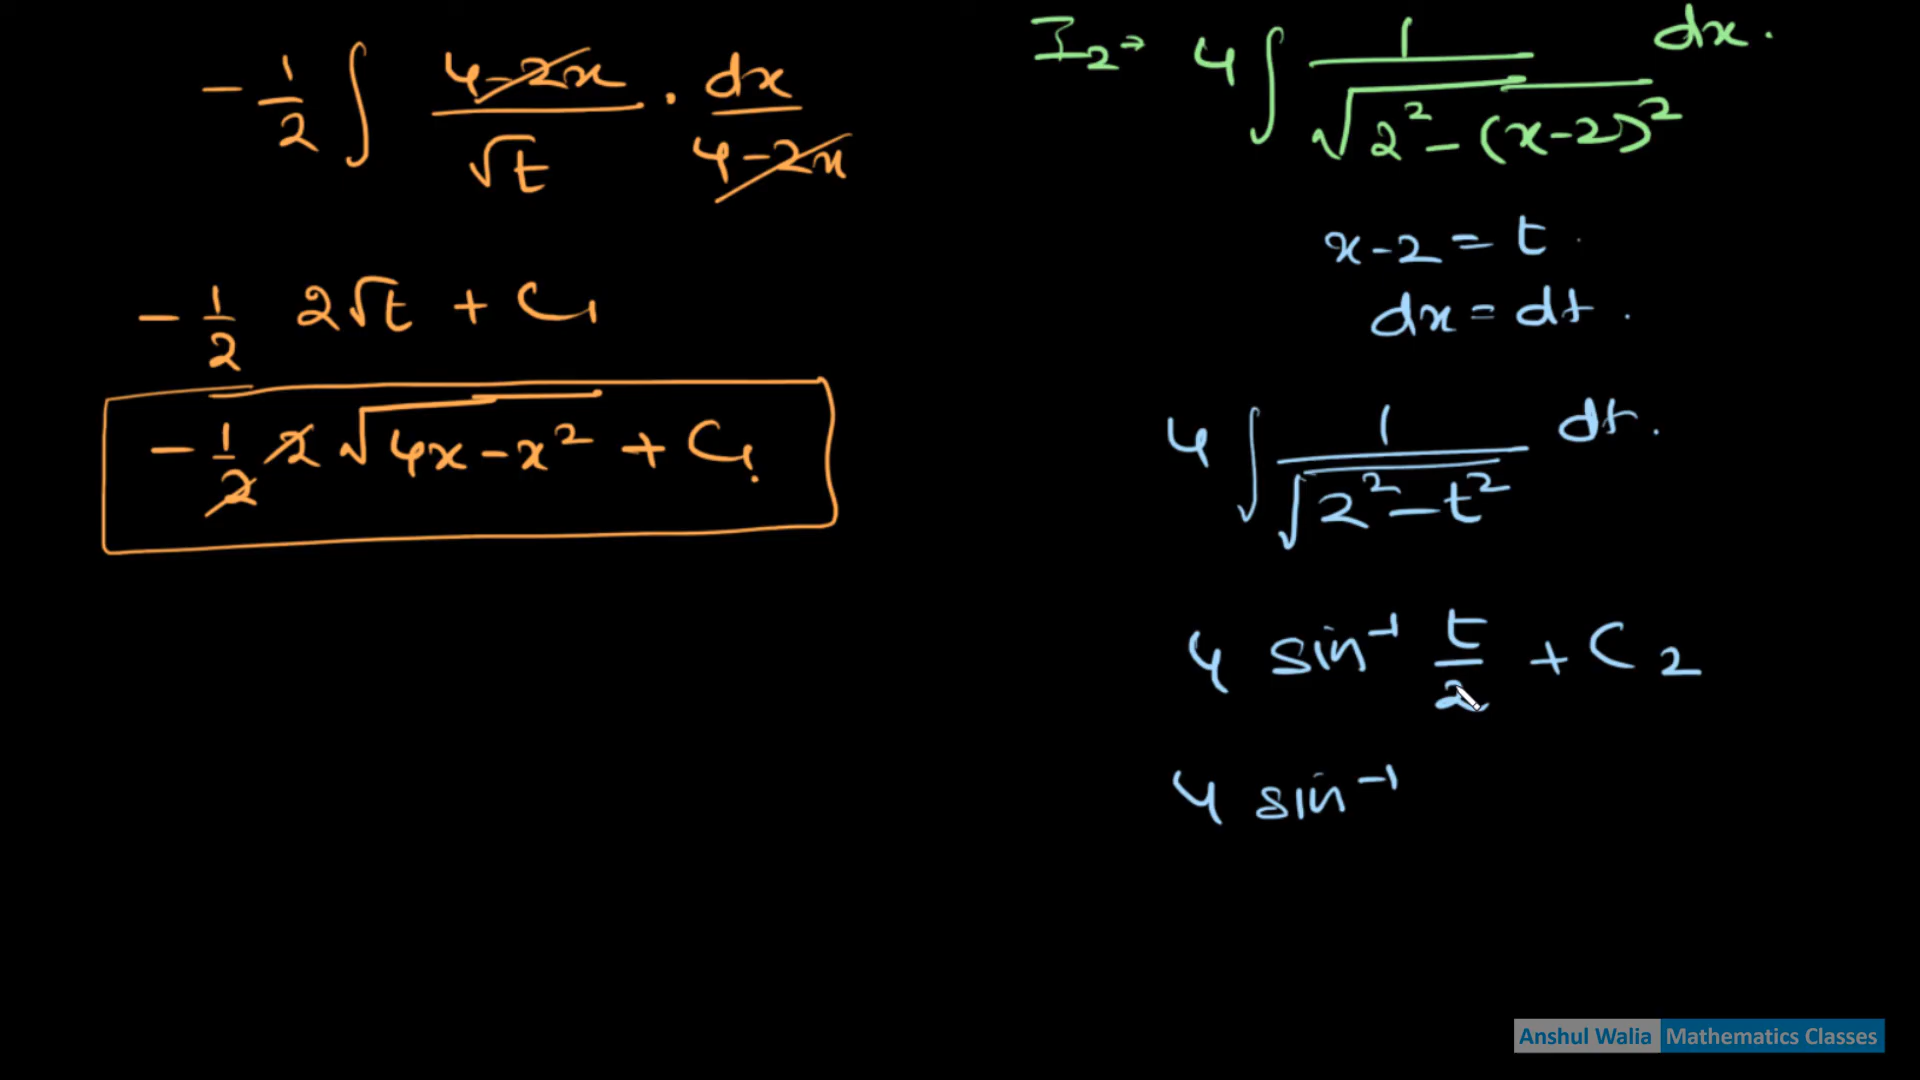 -1/2 ∫ (4-2x)/√t · dx/(4-2x)
-1/2 2√t + C1
-1/2 2 √(4x-x²) + C1
I2 → 4 ∫ 1/√(2²-(x-2)²) dx.
x-2 = t.
dx = dt.
4 ∫ 1/√(2²-t²) dt.
4 sin⁻¹ t/2 + C2
4 sin⁻¹
Anshul Walia Mathematics Classes